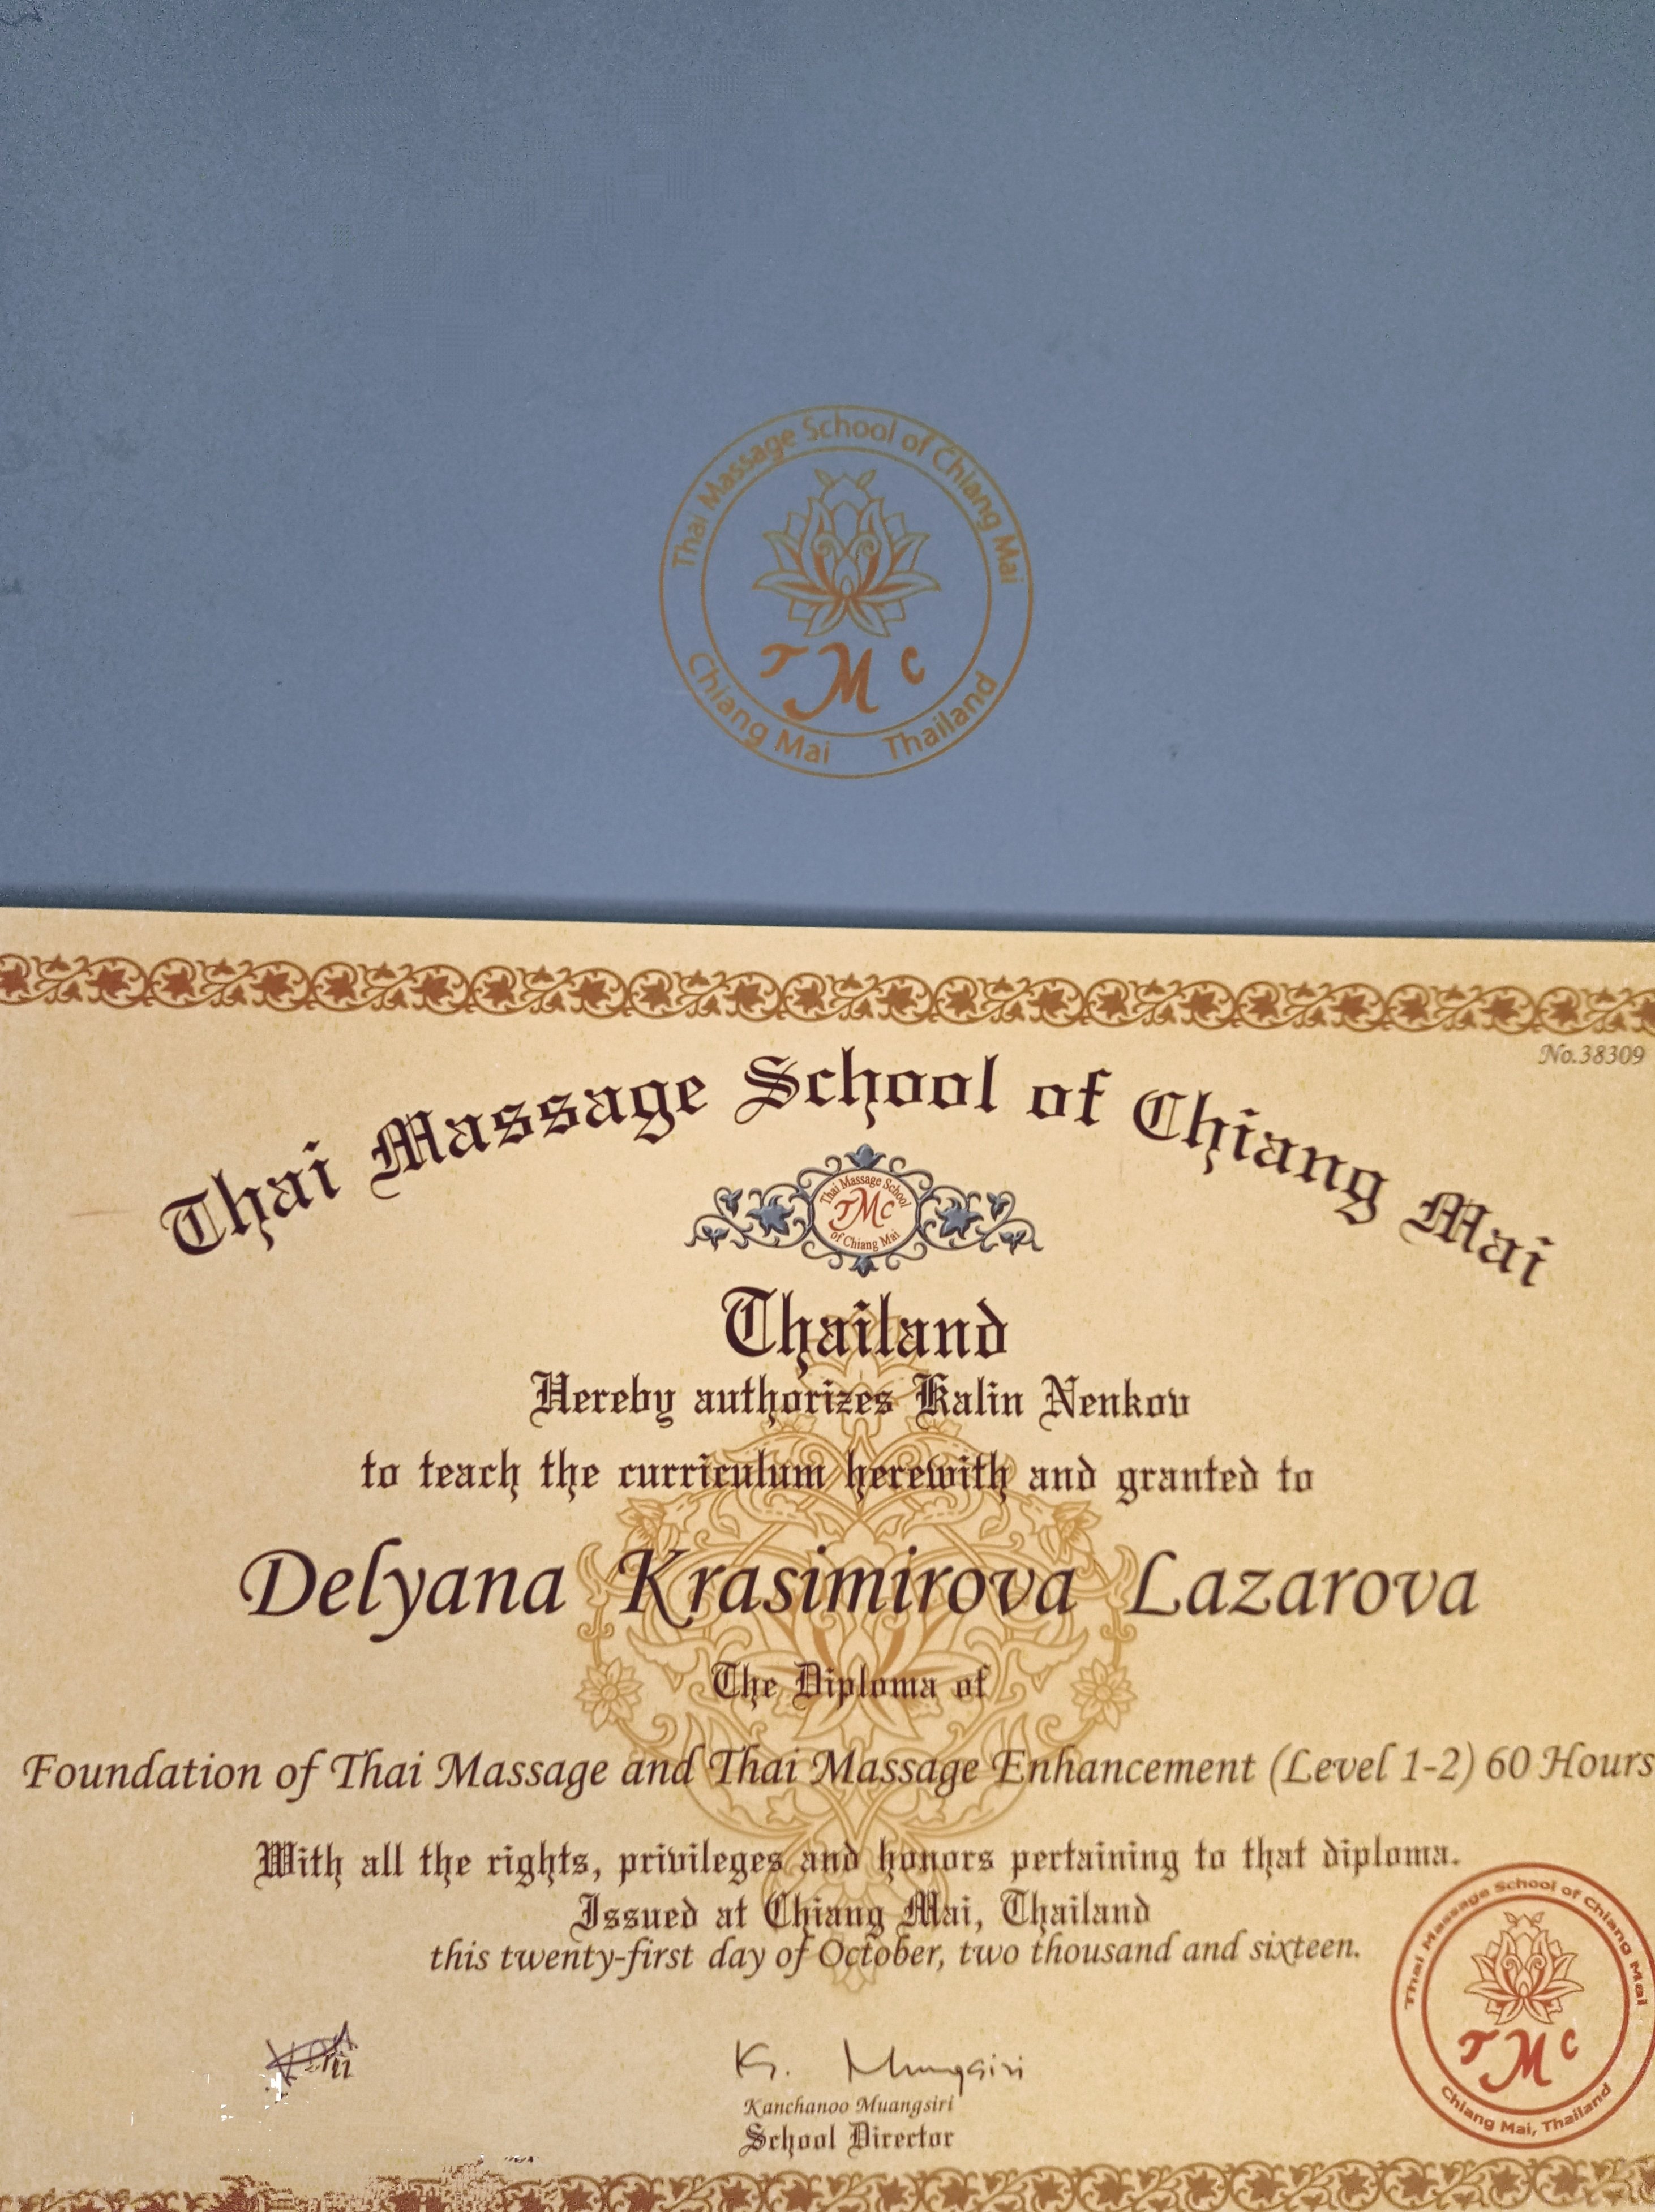 Thai Massage School of Chiang Mai
TMC
Chiang Mai Thailand
No.38309
Thai Massage School of Chiang Mai
Thai Massage School
TMC
of Chiang Mai
Thailand
Hereby authorizes Kalin Nenkov
to teach the curriculum herewith and granted to
Delyana Krasimirova Lazarova
The Diploma of
Foundation of Thai Massage and Thai Massage Enhancement (Level 1-2) 60 Hours
With all the rights, privileges and honors pertaining to that diploma.
Issued at Chiang Mai, Thailand
this twenty-first day of October, two thousand and sixteen.
Thai Massage School of Chiang Mai
TMC
Chiang Mai, Thailand
K. Muangsiri
Kanchanoo Muangsiri
School Director